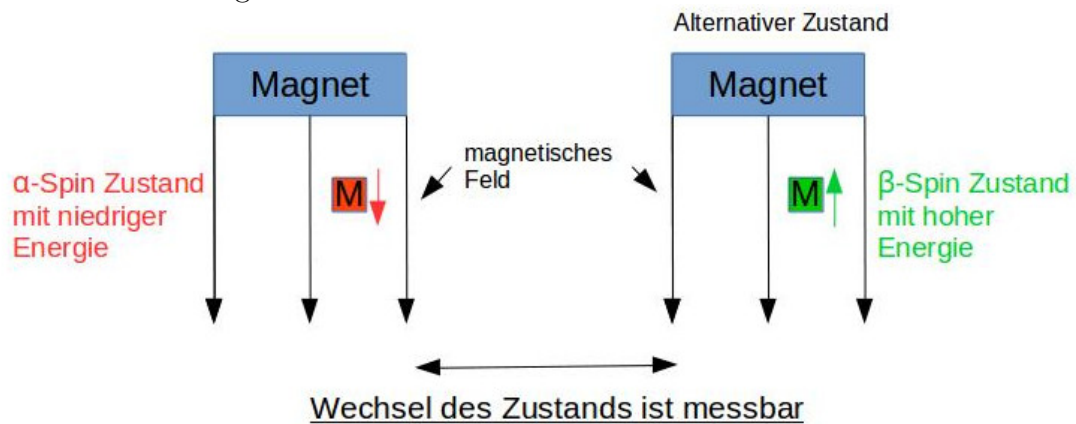 Alternativer Zustand
Magnet
Magnet
magnetisches
Feld
α-Spin Zustand
mit niedriger
Energie
M
M
β-Spin Zustand
mit hoher
Energie
Wechsel des Zustands ist messbar